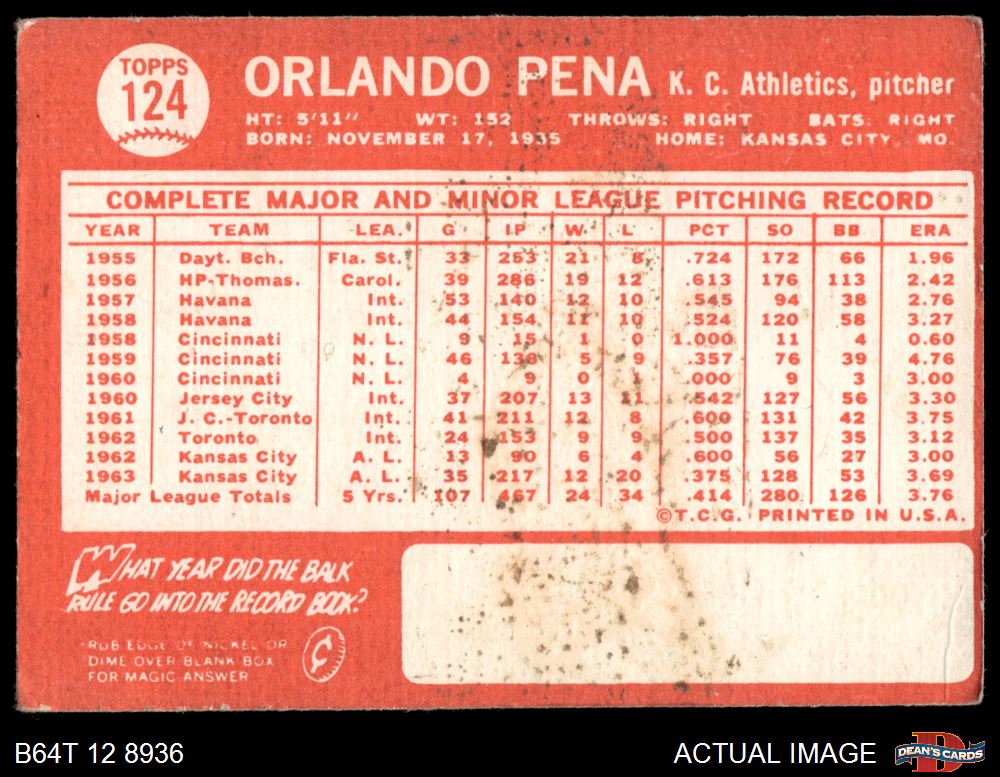 TOPPS
124
ORLANDO PENA K. C. Athletics, pitcher
HT: 5'11" WT: 152 THROWS: RIGHT BATS: RIGHT
BORN: NOVEMBER 17, 1935 HOME: KANSAS CITY, MO.
COMPLETE MAJOR AND MINOR LEAGUE PITCHING RECORD
YEAR TEAM LEA. G IP W L PCT SO BB ERA
1955 Dayt. Bch. Fla. St. 33 253 21 8 .724 172 66 1.96
1956 HP-Thomas. Carol. 39 286 19 12 .613 176 113 2.42
1957 Havana Int. 53 140 12 10 .545 94 38 2.76
1958 Havana Int. 44 154 11 10 .524 120 58 3.27
1958 Cincinnati N. L. 9 15 1 0 1.000 11 4 0.60
1959 Cincinnati N. L. 46 136 5 9 .357 76 39 4.76
1960 Cincinnati N. L. 4 9 0 1 .000 9 3 3.00
1960 Jersey City Int. 37 207 13 11 .542 127 56 3.30
1961 J. C.-Toronto Int. 41 211 12 8 .600 131 42 3.75
1962 Toronto Int. 24 153 9 9 .500 137 35 3.12
1962 Kansas City A. L. 13 90 6 4 .600 56 27 3.00
1963 Kansas City A. L. 35 217 12 20 .375 128 53 3.69
Major League Totals 5 Yrs. 107 467 24 34 .414 280 126 3.76
©T.C.G. PRINTED IN U.S.A.
WHAT YEAR DID THE BALK
RULE GO INTO THE RECORD BOOK?
RUB EDGE OF NICKEL OR
DIME OVER BLANK BOX
FOR MAGIC ANSWER
¢
B64T 12 8936 ACTUAL IMAGE DEAN'S CARDS